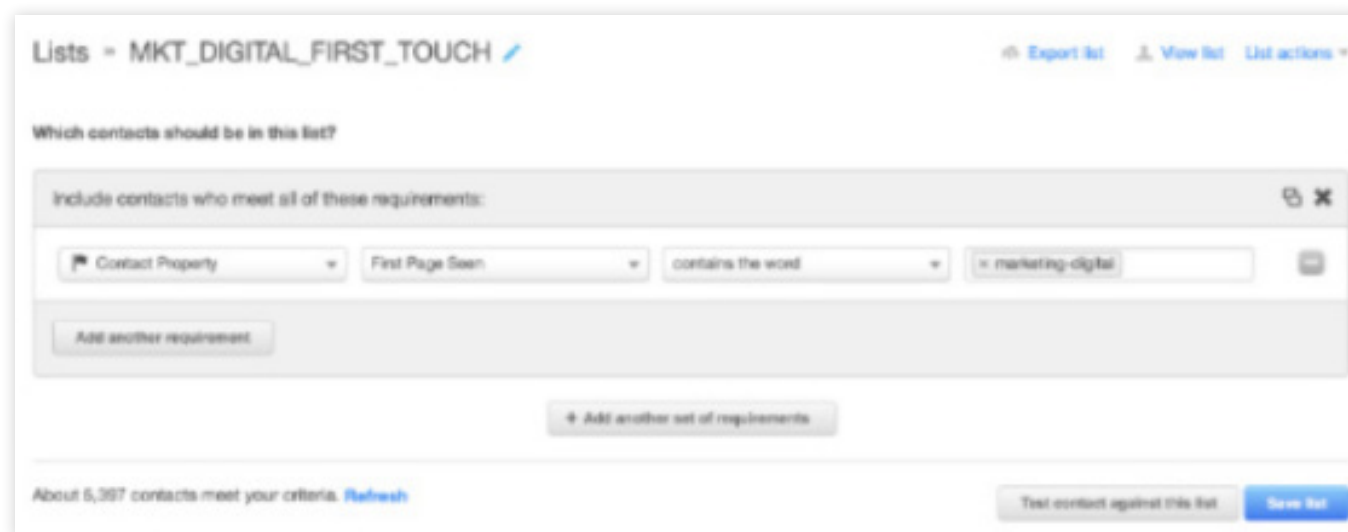 Lists » MKT_DIGITAL_FIRST_TOUCH
Export list View list List actions
Which contacts should be in this list?
Include contacts who meet all of these requirements:
Contact Property First Page Seen contains the word × marketing-digital
Add another requirement
+ Add another set of requirements
About contacts meet your criteria. Refresh
Test contact against this list Save list